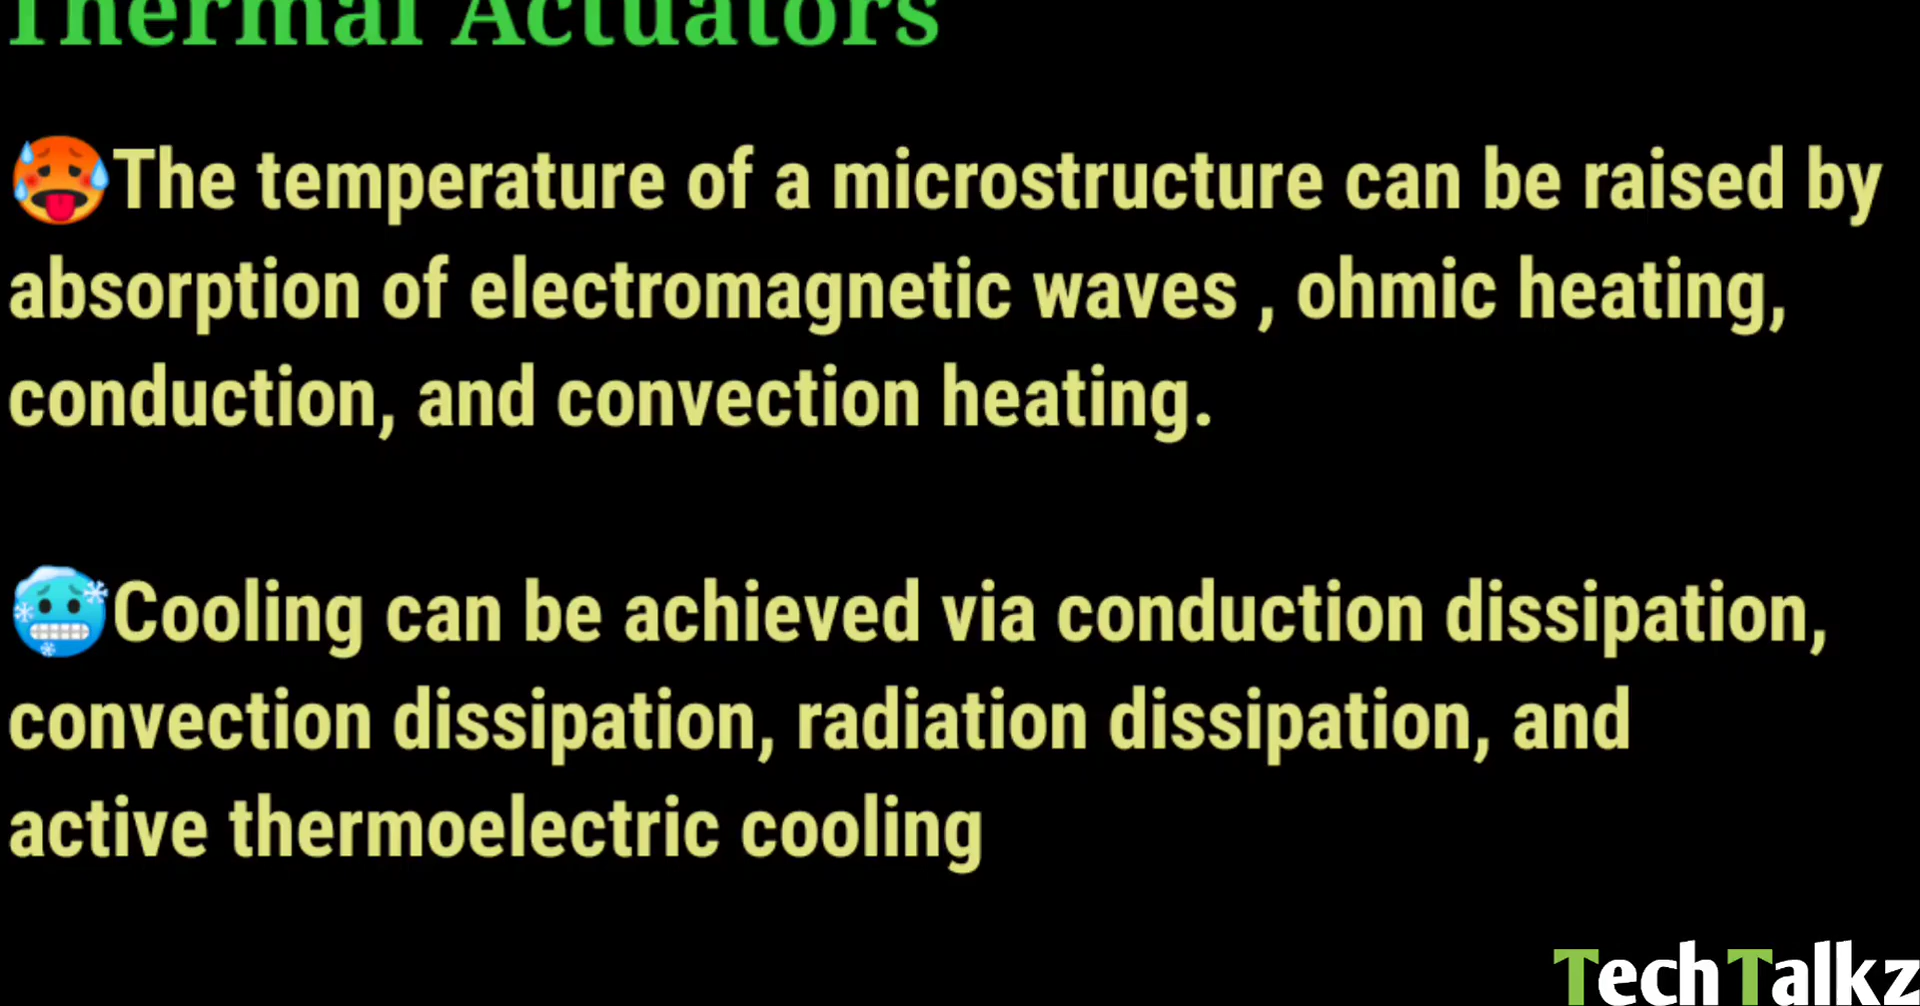 Thermal Actuators
🥵The temperature of a microstructure can be raised by
absorption of electromagnetic waves , ohmic heating,
conduction, and convection heating.
🥶Cooling can be achieved via conduction dissipation,
convection dissipation, radiation dissipation, and
active thermoelectric cooling
TechTalkz